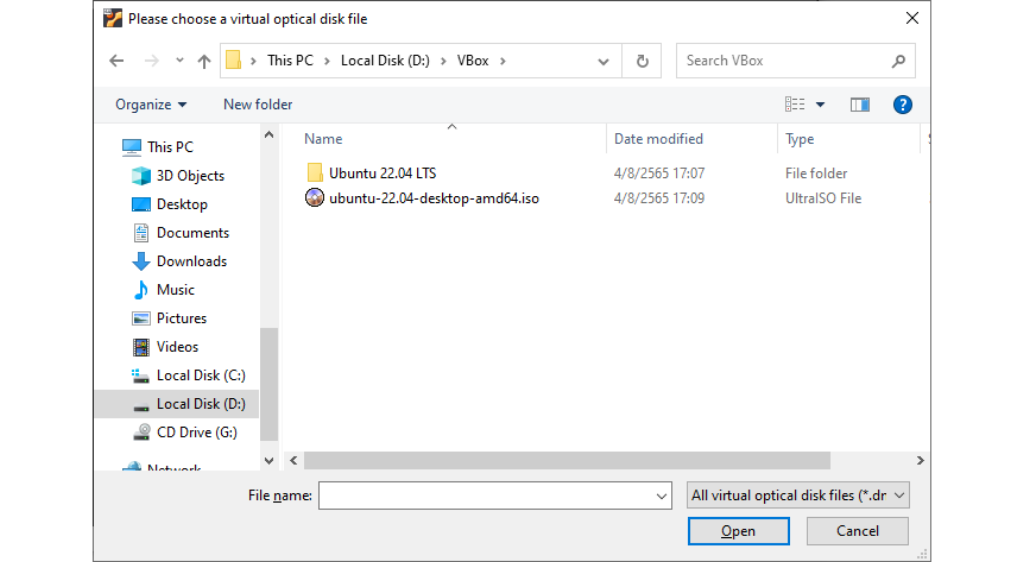 Please choose a virtual optical disk file
This PC > Local Disk (D:) > VBox >
Search VBox
Organize
New folder
Name
Date modified
Type
This PC
3D Objects
Desktop
Documents
Downloads
Music
Pictures
Videos
Local Disk (C:)
Local Disk (D:)
CD Drive (G:)
Network
Ubuntu 22.04 LTS 4/8/2565 17:07 File folder
ubuntu-22.04-desktop-amd64.iso 4/8/2565 17:09 UltraISO File
File name:
All virtual optical disk files (*.dr
Open
Cancel